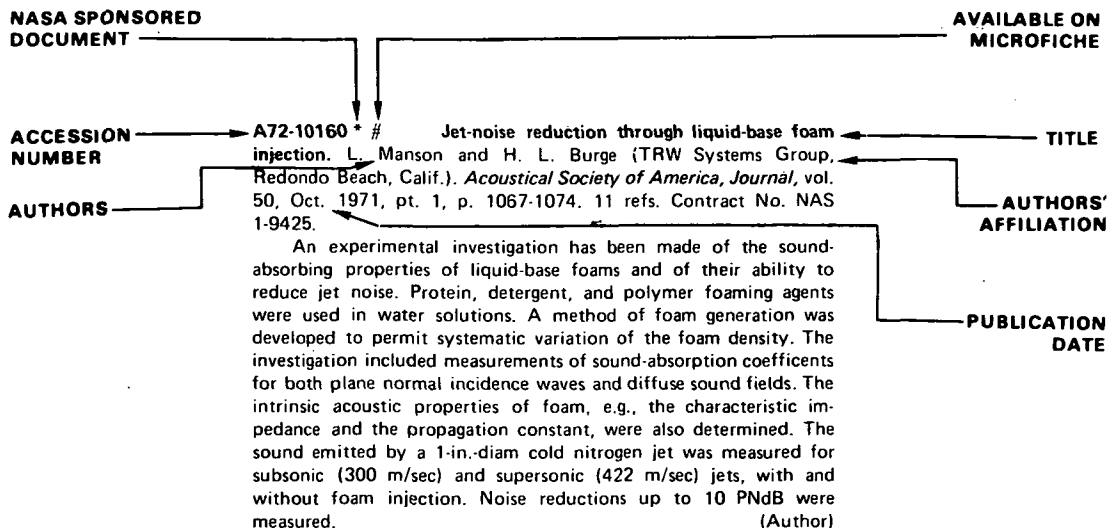 NASA SPONSORED
DOCUMENT
AVAILABLE ON
MICROFICHE
ACCESSION
NUMBER
A72-10160 * # Jet-noise reduction through liquid-base foam
TITLE
injection. L. Manson and H. L. Burge (TRW Systems Group,
Redondo Beach, Calif.). Acoustical Society of America, Journal, vol.
AUTHORS
50, Oct. 1971, pt. 1, p. 1067-1074. 11 refs. Contract No. NAS
AUTHORS'
AFFILIATION
1-9425.
An experimental investigation has been made of the sound-
absorbing properties of liquid-base foams and of their ability to
reduce jet noise. Protein, detergent, and polymer foaming agents
were used in water solutions. A method of foam generation was
developed to permit systematic variation of the foam density. The
PUBLICATION
DATE
investigation included measurements of sound-absorption coefficents
for both plane normal incidence waves and diffuse sound fields. The
intrinsic acoustic properties of foam, e.g., the characteristic im-
pedance and the propagation constant, were also determined. The
sound emitted by a 1-in.-diam cold nitrogen jet was measured for
subsonic (300 m/sec) and supersonic (422 m/sec) jets, with and
without foam injection. Noise reductions up to 10 PNdB were
measured. (Author)